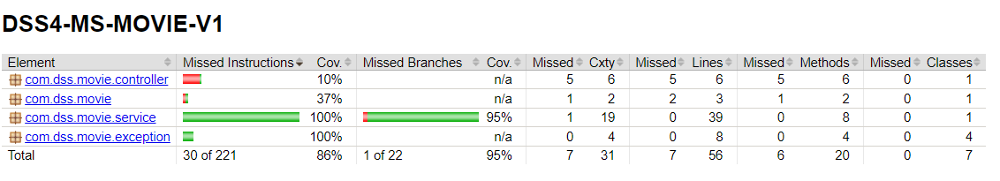 DSS4-MS-MOVIE-V1
Element Missed Instructions Cov. Missed Branches Cov. Missed Cxty Missed Lines Missed Methods Missed Classes
com.dss.movie.controller 10% n/a 5 6 5 6 5 6 0 1
com.dss.movie 37% n/a 1 2 2 3 1 2 0 1
com.dss.movie.service 100% 95% 1 19 0 39 0 8 0 1
com.dss.movie.exception 100% n/a 0 4 0 8 0 4 0 4
Total 30 of 221 86% 1 of 22 95% 7 31 7 56 6 20 0 7